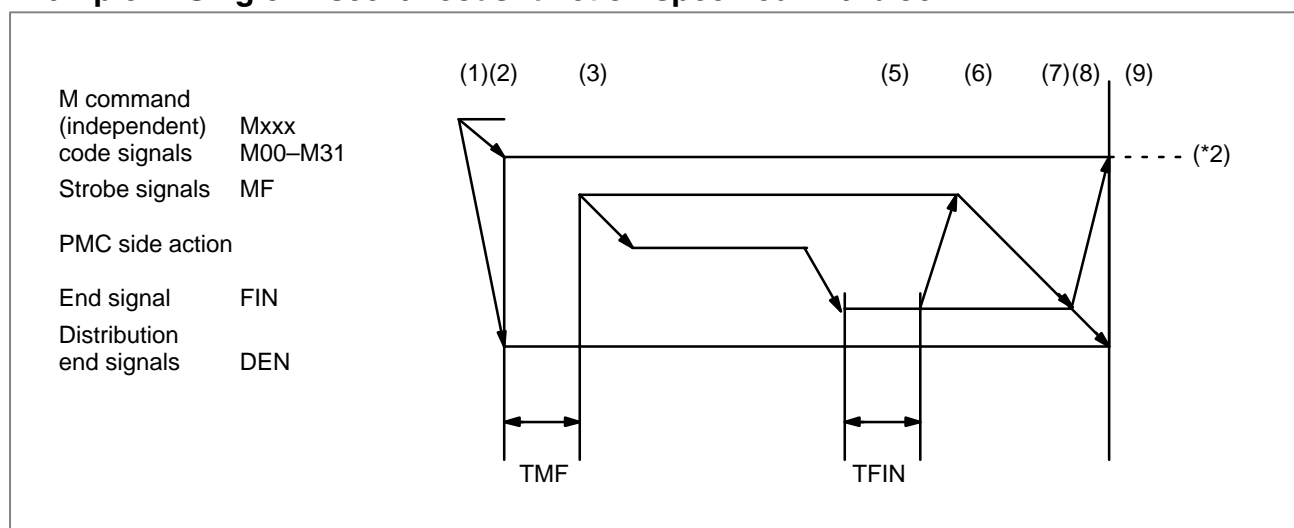 (1)(2) (3) (5) (6) (7)(8) (9)
M command
(independent) Mxxx
code signals M00–M31
(*2)
Strobe signals MF
PMC side action
End signal FIN
Distribution
end signals DEN
TMF TFIN